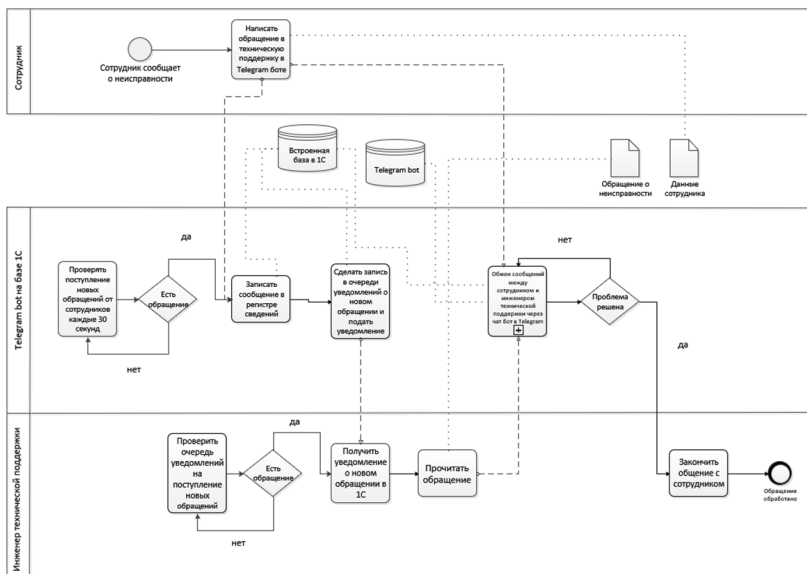 Сотрудник
Сотрудник сообщает
о неисправности
Написать
обращение в
техническую
поддержку в
Telegram боте
Встроенная
база в 1С
Telegram bot
Обращение о
неисправности
Данные
сотрудника
Telegram bot на базе 1С
Проверять
поступление
новых
обращений от
сотрудников
каждые 30
секунд
Есть
обращение
да
нет
Записать
сообщение в
регистре
сведений
Сделать запись
в очереди
уведомлений о
новом
обращении и
подать
уведомление
Обмен сообщений
между
сотрудником и
инженером
технической
поддержки через
чат бот в Telegram
нет
Проблема
решена
да
Инженер технической поддержки
Проверить
очередь
уведомлений
на
поступление
новых
обращений
Есть
обращение
да
нет
Получить
уведомление
о новом
обращении в
1С
Прочитать
обращение
Закончить
общение с
сотрудником
Обращение
обработано